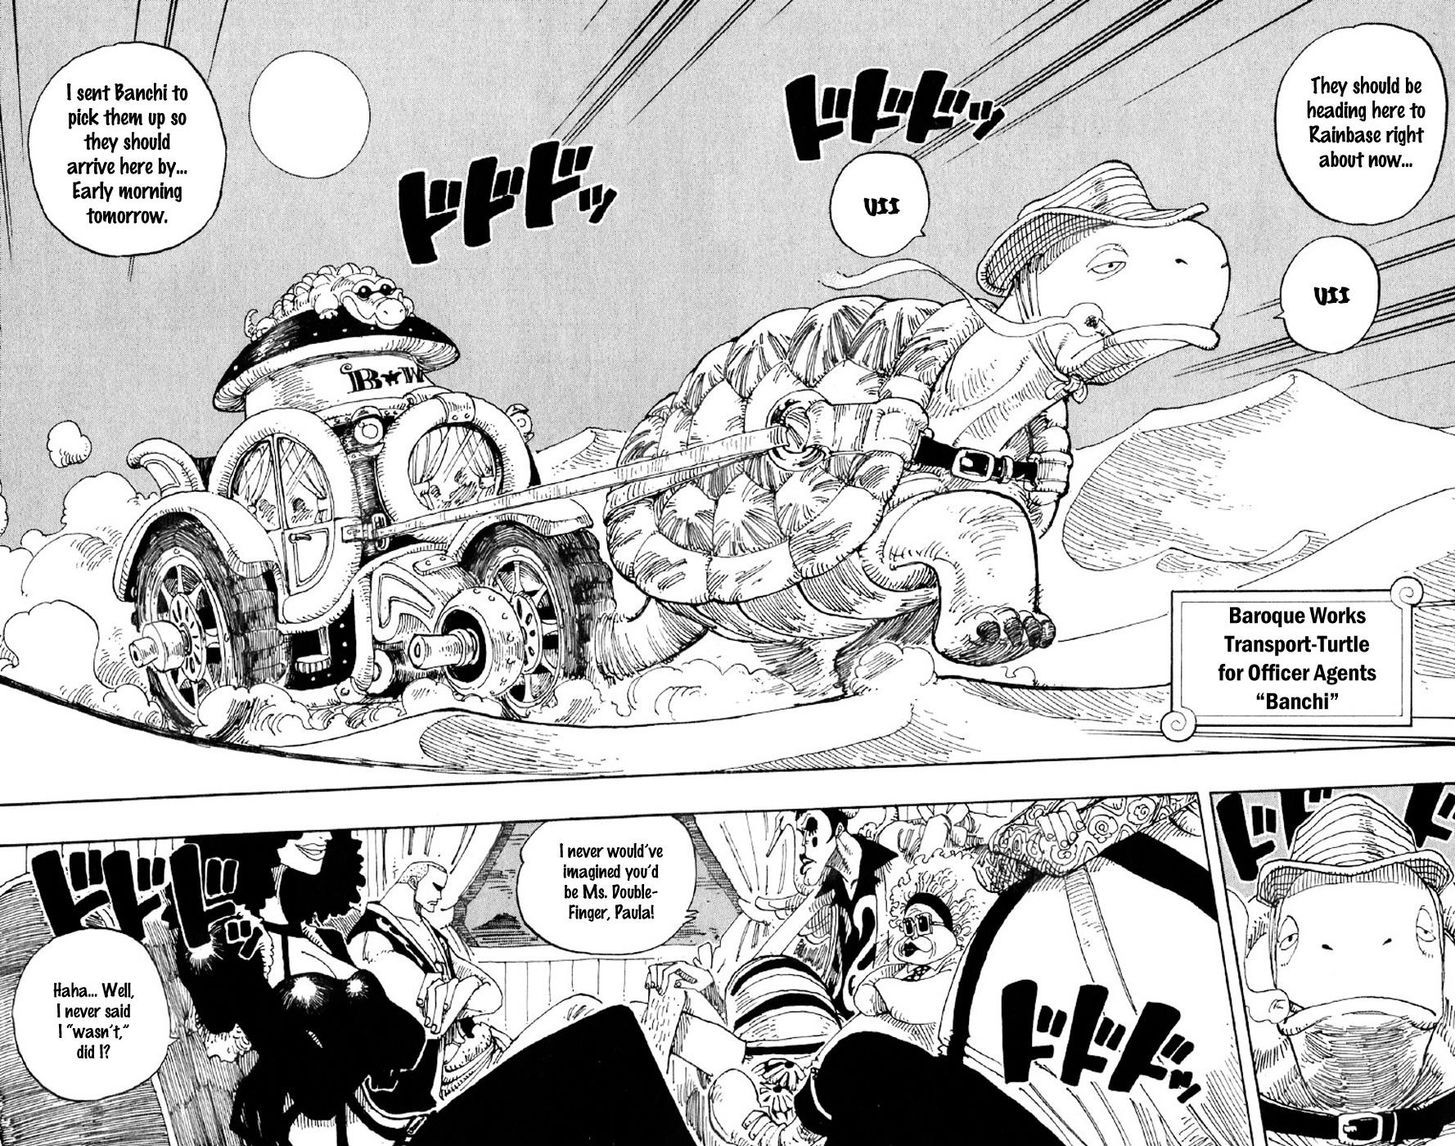 They should be
heading here to
Rainbase right
about now...
VII
VII
ドドドッ
ドドドッ
I sent Banchi to
pick them up so
they should
arrive here by...
Early morning
tomorrow.
B★W
Baroque Works
Transport-Turtle
for Officer Agents
“Banchi”
ドドド
ドドドッ
I never would've
imagined you'd
be Ms. Double-
Finger, Paula!
ドドドッ
Haha... Well,
I never said
I "wasn't,"
did I?